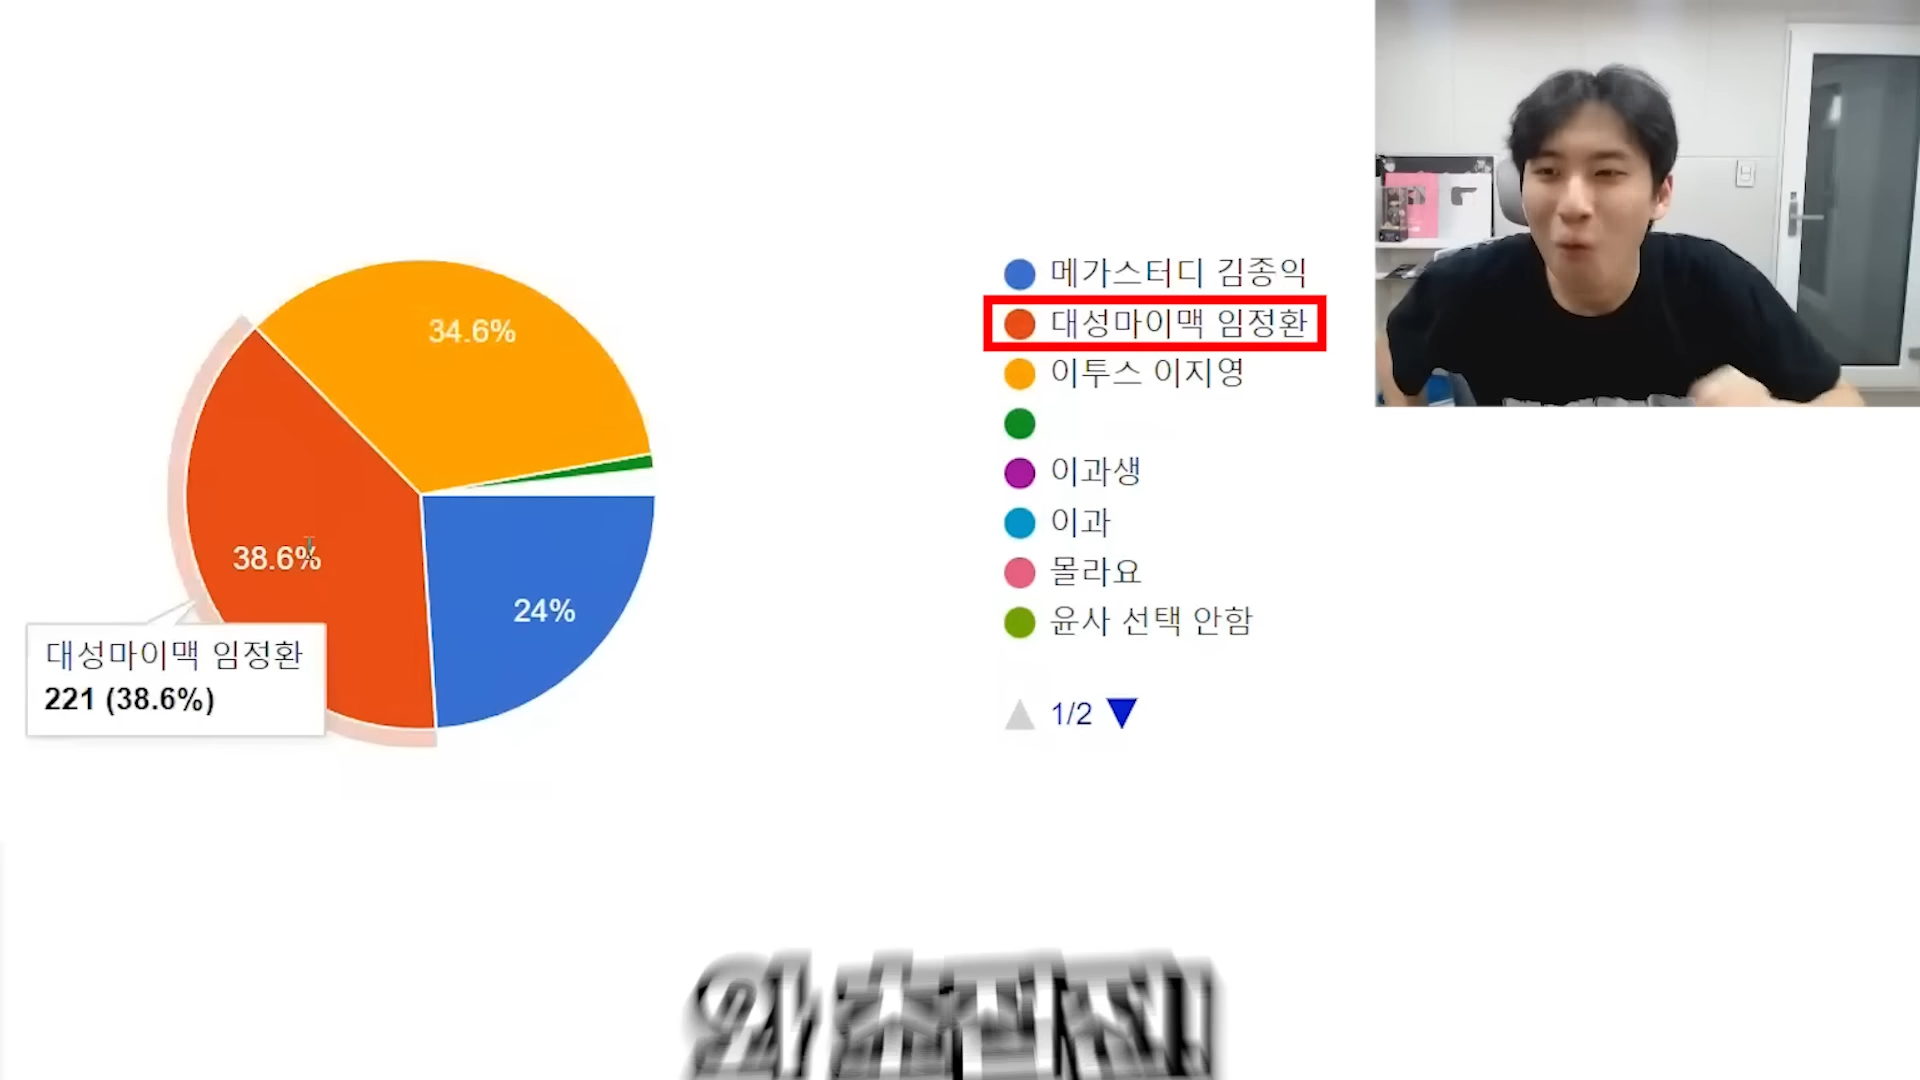 34.6%
38.6%
24%
대성마이맥 임정환
221 (38.6%)
메가스터디 김종익
대성마이맥 임정환
이투스 이지영
이과생
이과
몰라요
윤사 선택 안함
1/2
와